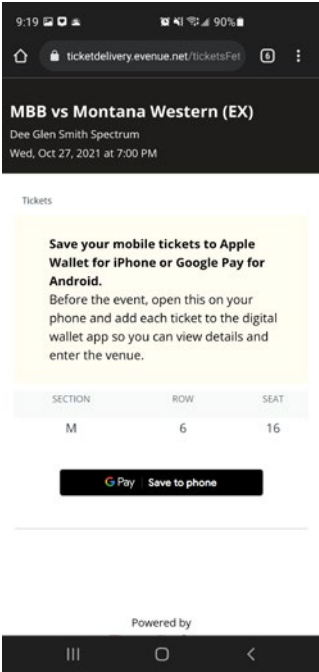 9:19 90%
ticketdelivery.evenue.net/ticketsFet 6
MBB vs Montana Western (EX)
Dee Glen Smith Spectrum
Wed, Oct 27, 2021 at 7:00 PM
Tickets
Save your mobile tickets to Apple
Wallet for iPhone or Google Pay for
Android.
Before the event, open this on your
phone and add each ticket to the digital
wallet app so you can view details and
enter the venue.
SECTION ROW SEAT
M 6 16
G Pay Save to phone
Powered by